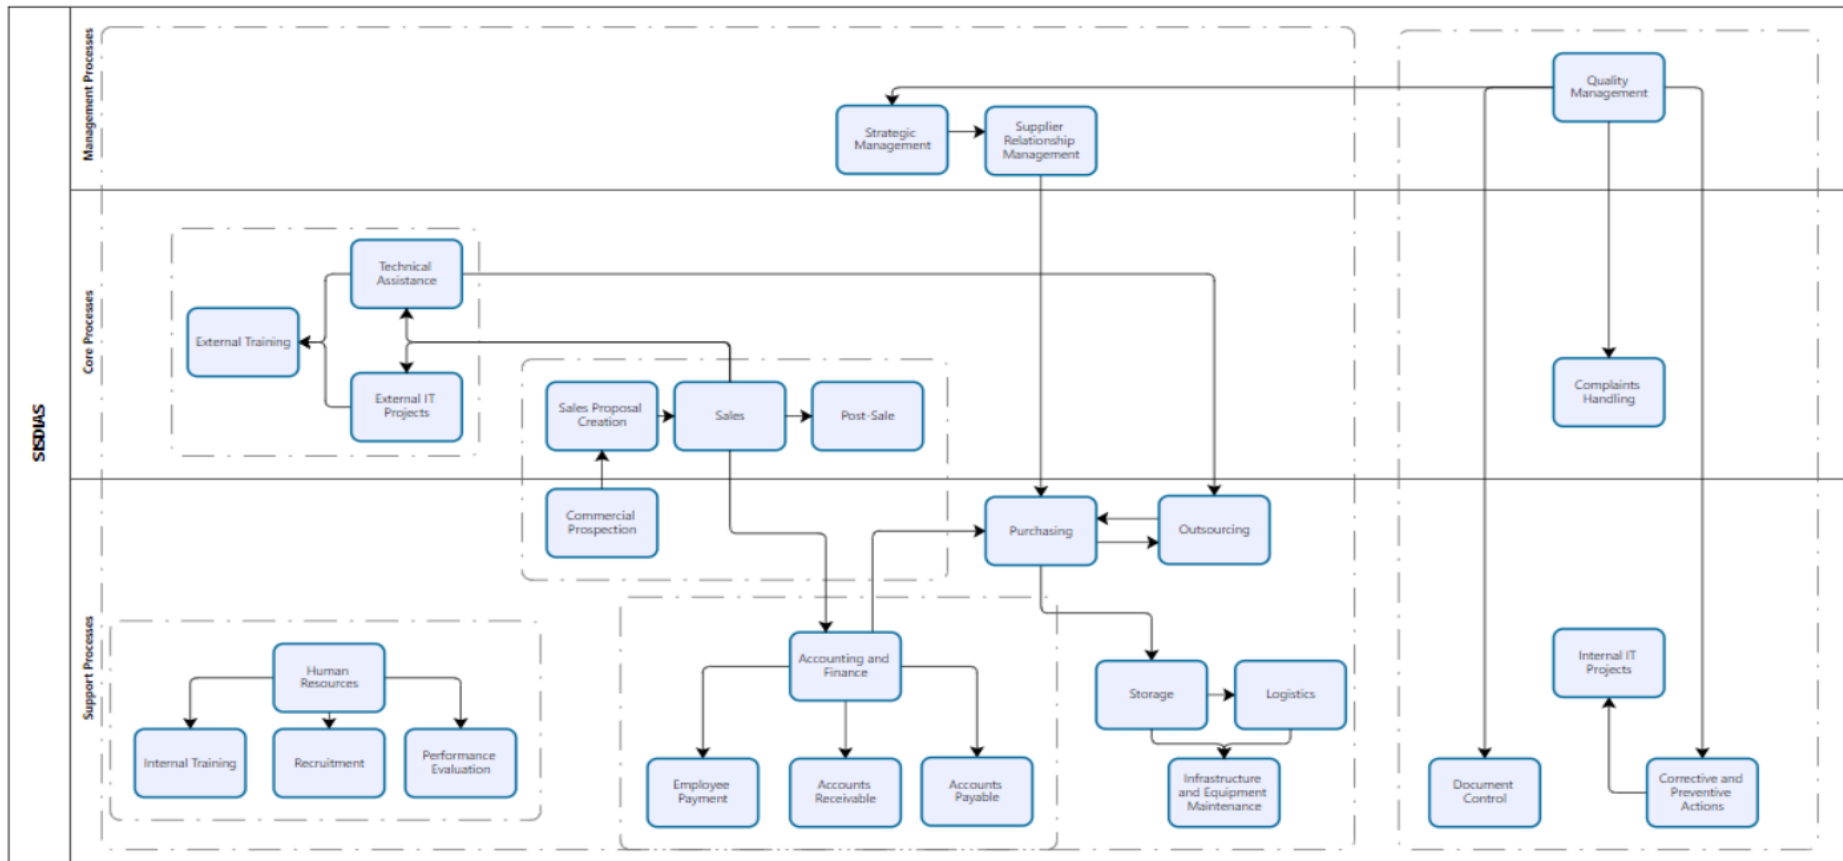 SISDIAS
Management Processes
Quality
Management
Strategic
Management
Supplier
Relationship
Management
Core Processes
Technical
Assistance
External Training
External IT
Projects
Sales Proposal
Creation
Sales
Post-Sale
Complaints
Handling
Support Processes
Commercial
Prospection
Purchasing
Outsourcing
Human
Resources
Accounting and
Finance
Internal IT
Projects
Storage
Logistics
Internal Training
Recruitment
Performance
Evaluation
Employee
Payment
Accounts
Receivable
Accounts
Payable
Infrastructure
and Equipment
Maintenance
Document
Control
Corrective and
Preventive
Actions